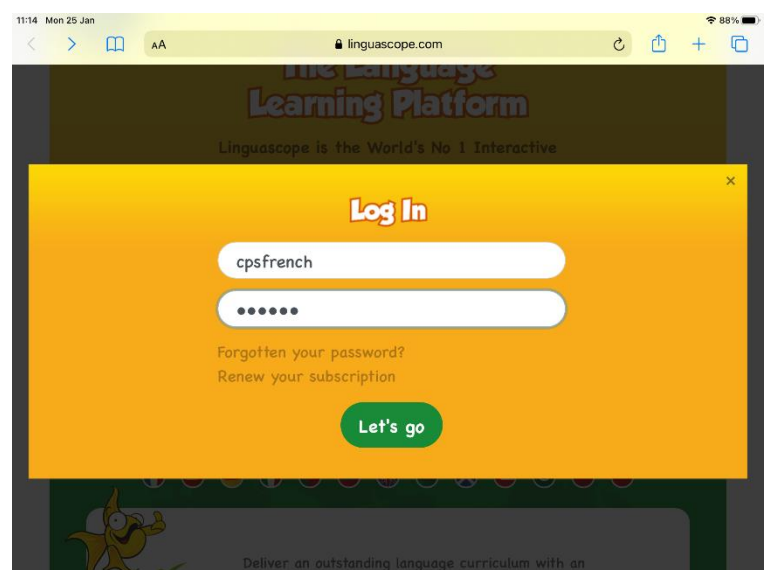 11:14 Mon 25 Jan 88%
AA linguascope.com
The Language
Learning Platform
Linguascope is the World's No 1 Interactive
Log In
cpsfrench
••••••
Forgotten your password?
Renew your subscription
Let's go
Deliver an outstanding language curriculum with an